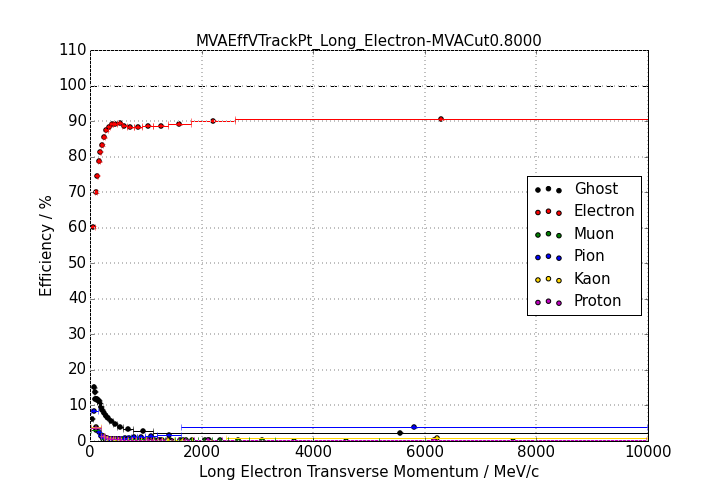 MVAEffVTrackPt_Long_Electron-MVACut0.8000
110
100
90
80
70
60
50
40
30
20
10
0
Efficiency / %
Ghost
Electron
Muon
Pion
Kaon
Proton
0 2000 4000 6000 8000 10000
Long Electron Transverse Momentum / MeV/c